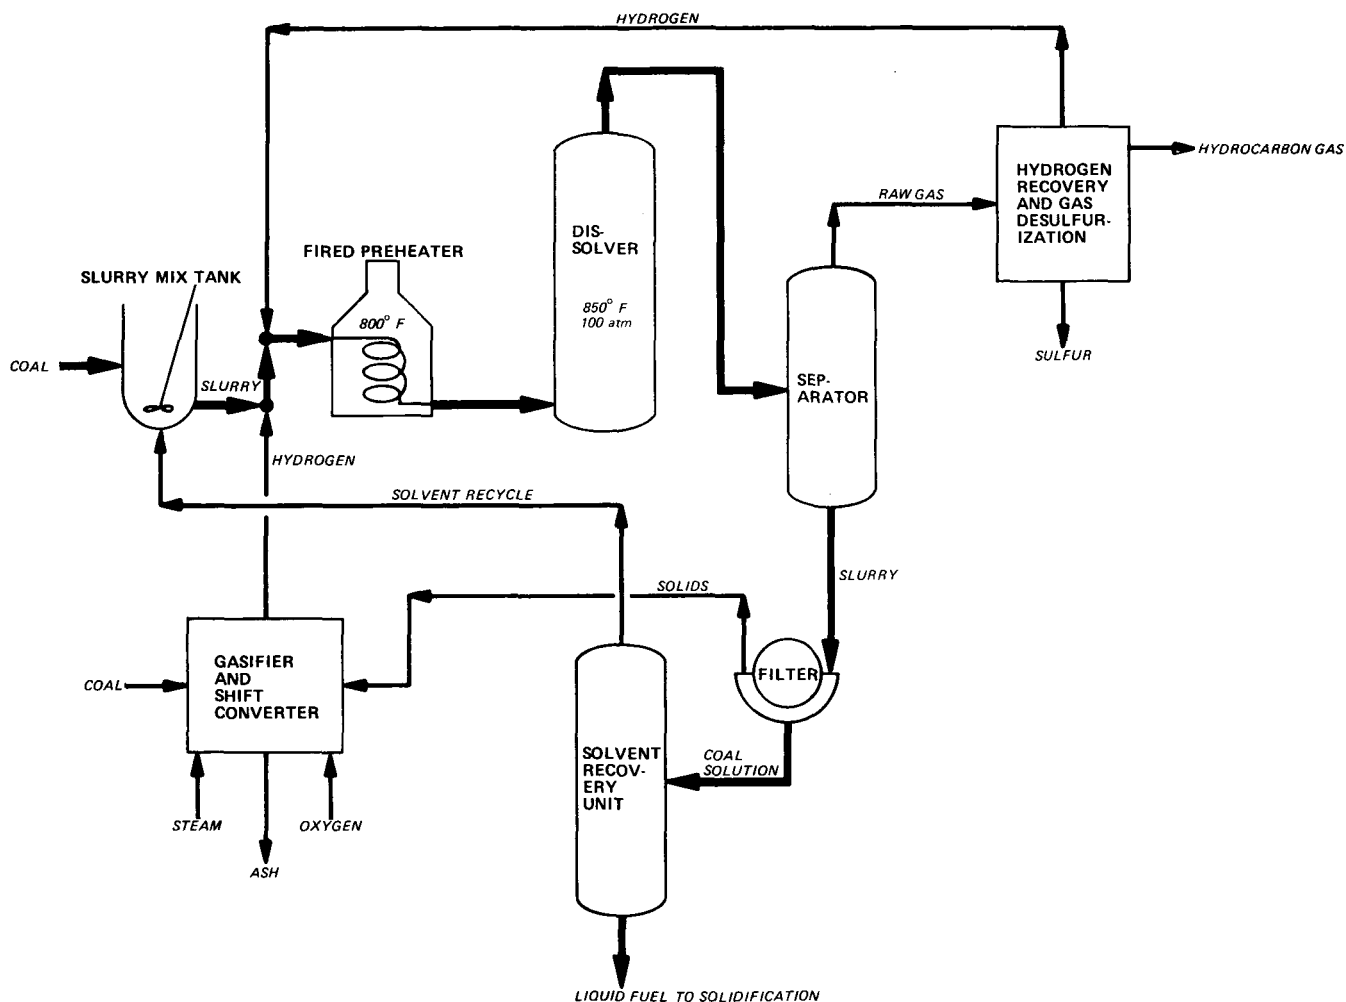 HYDROGEN
HYDROCARBON GAS
HYDROGEN
RECOVERY
AND GAS
DESULFUR-
IZATION
RAW GAS
SULFUR
DIS-
SOLVER
850° F
100 atm
FIRED PREHEATER
800° F
SLURRY MIX TANK
COAL
SLURRY
SEP-
ARATOR
HYDROGEN
SOLVENT RECYCLE
SLURRY
SOLIDS
FILTER
GASIFIER
AND
SHIFT
CONVERTER
COAL
COAL
SOLUTION
SOLVENT
RECOV-
ERY
UNIT
STEAM
OXYGEN
ASH
LIQUID FUEL TO SOLIDIFICATION